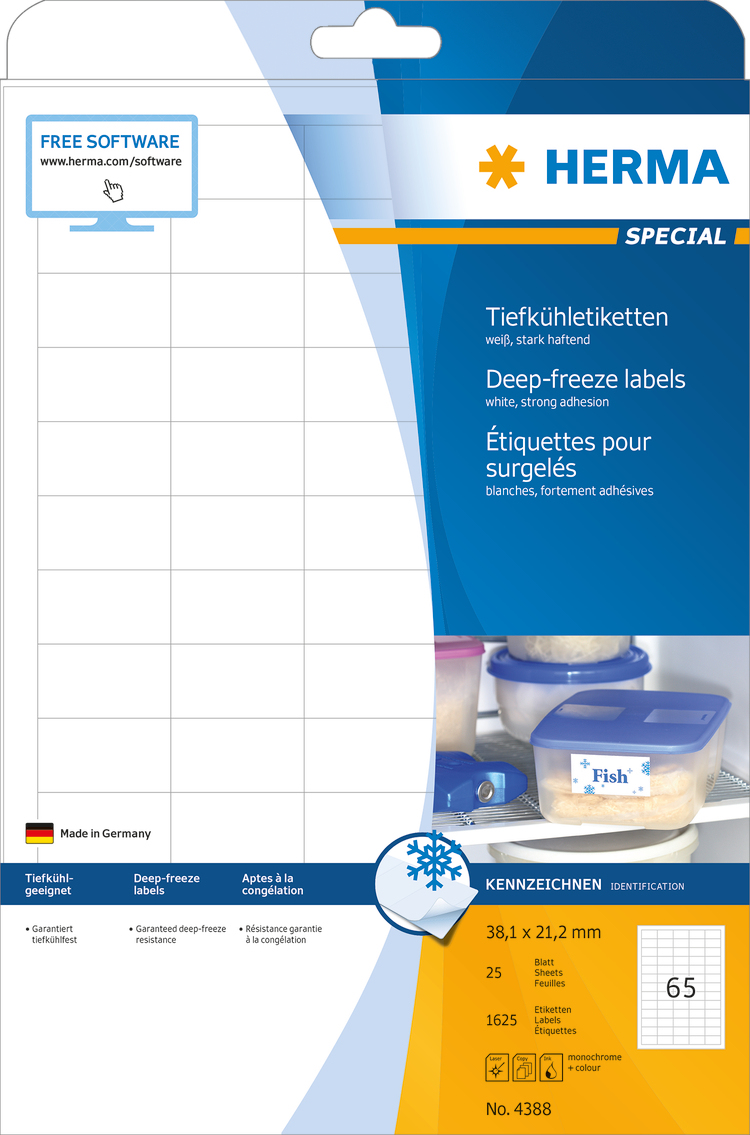 FREE SOFTWARE
www.herma.com/software
HERMA
SPECIAL
Tiefkühletiketten
weiß, stark haftend
Deep-freeze labels
white, strong adhesion
Étiquettes pour
surgelés
blanches, fortement adhésives
Fish
Made in Germany
Tiefkühl-
geeignet
Deep-freeze
labels
Aptes à la
congélation
• Garantiert
tiefkühlfest
• Garanteed deep-freeze
resistance
• Résistance garantie
à la congélation
KENNZEICHNEN IDENTIFICATION
38,1 x 21,2 mm
25
Blatt
Sheets
Feuilles
1625
Etiketten
Labels
Étiquettes
65
Laser
Copy
Ink
monochrome
+ colour
No. 4388